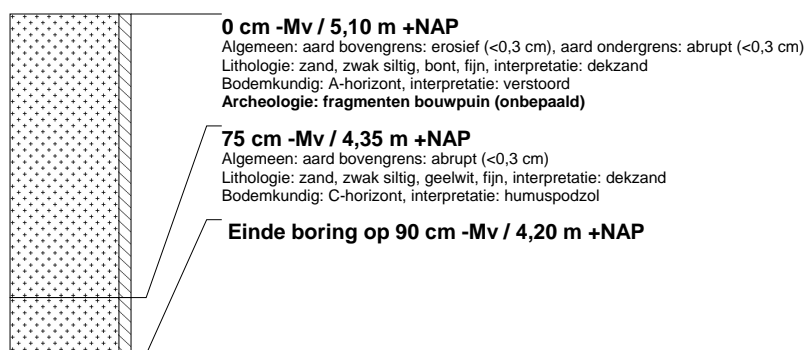 0 cm -Mv / 5,10 m +NAP
Algemeen: aard bovengrens: erosief (<0,3 cm), aard ondergrens: abrupt (<0,3 cm)
Lithologie: zand, zwak siltig, bont, fijn, interpretatie: dekzand
Bodemkundig: A-horizont, interpretatie: verstoord
Archeologie: fragmenten bouwpuin (onbepaald)
75 cm -Mv / 4,35 m +NAP
Algemeen: aard bovengrens: abrupt (<0,3 cm)
Lithologie: zand, zwak siltig, geelwit, fijn, interpretatie: dekzand
Bodemkundig: C-horizont, interpretatie: humuspodzol
Einde boring op 90 cm -Mv / 4,20 m +NAP